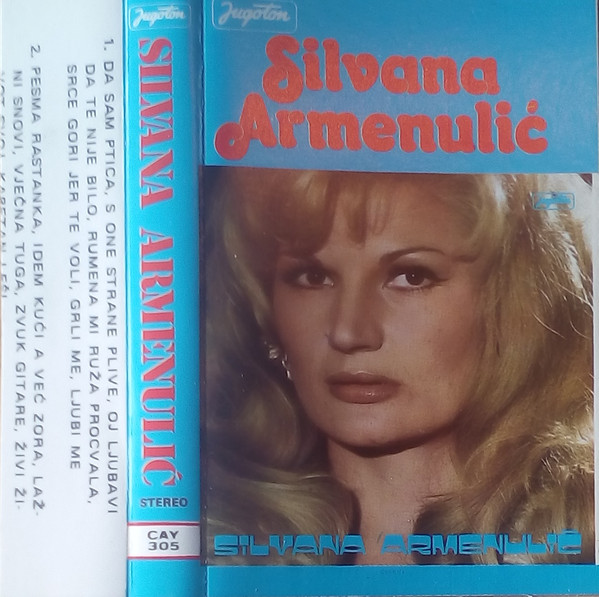 1. DA SAM PTICA, S ONE STRANE PLIVE, OJ LJUBAVI
DA TE NIJE BILO, RUMENA MI RUŽA PROCVALA,
SRCE GORI JER TE VOLI, GRLI ME, LJUBI ME
2. PESMA RASTANKA, IDEM KUĆI A VEĆ ZORA, LAŽ-
NI SNOVI, VJEČNA TUGA, ZVUK GITARE, ŽIVI ŽI-
Jugoton
SILVANA ARMENULIĆ
STEREO
CAY
305
Jugoton
Silvana
Armenulić
SILVANA ARMENULIĆ